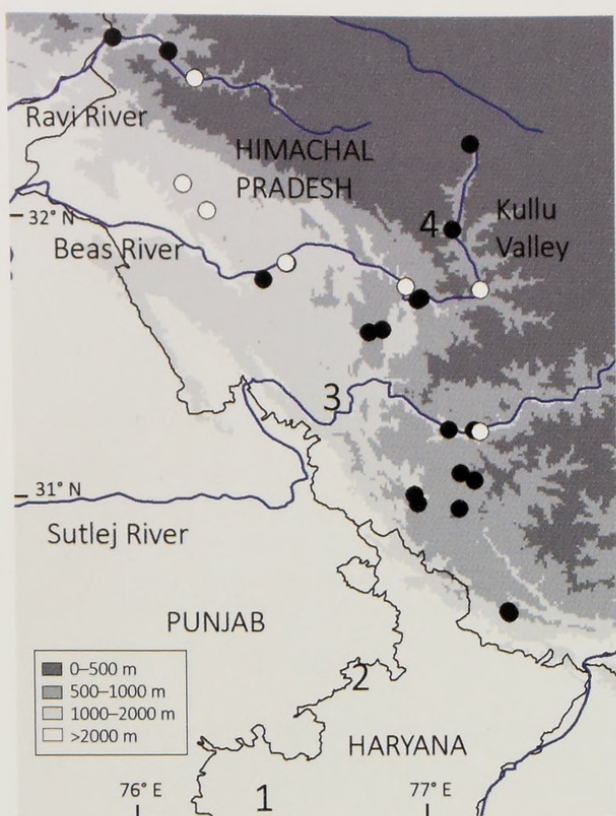 Ravi River
HIMACHAL
PRADESH
32° N
4
Kullu
Valley
Beas River
3
31° N
Sutlej River
PUNJAB
0–500 m
500–1000 m
1000–2000 m
>2000 m
2
HARYANA
76° E
1
77° E